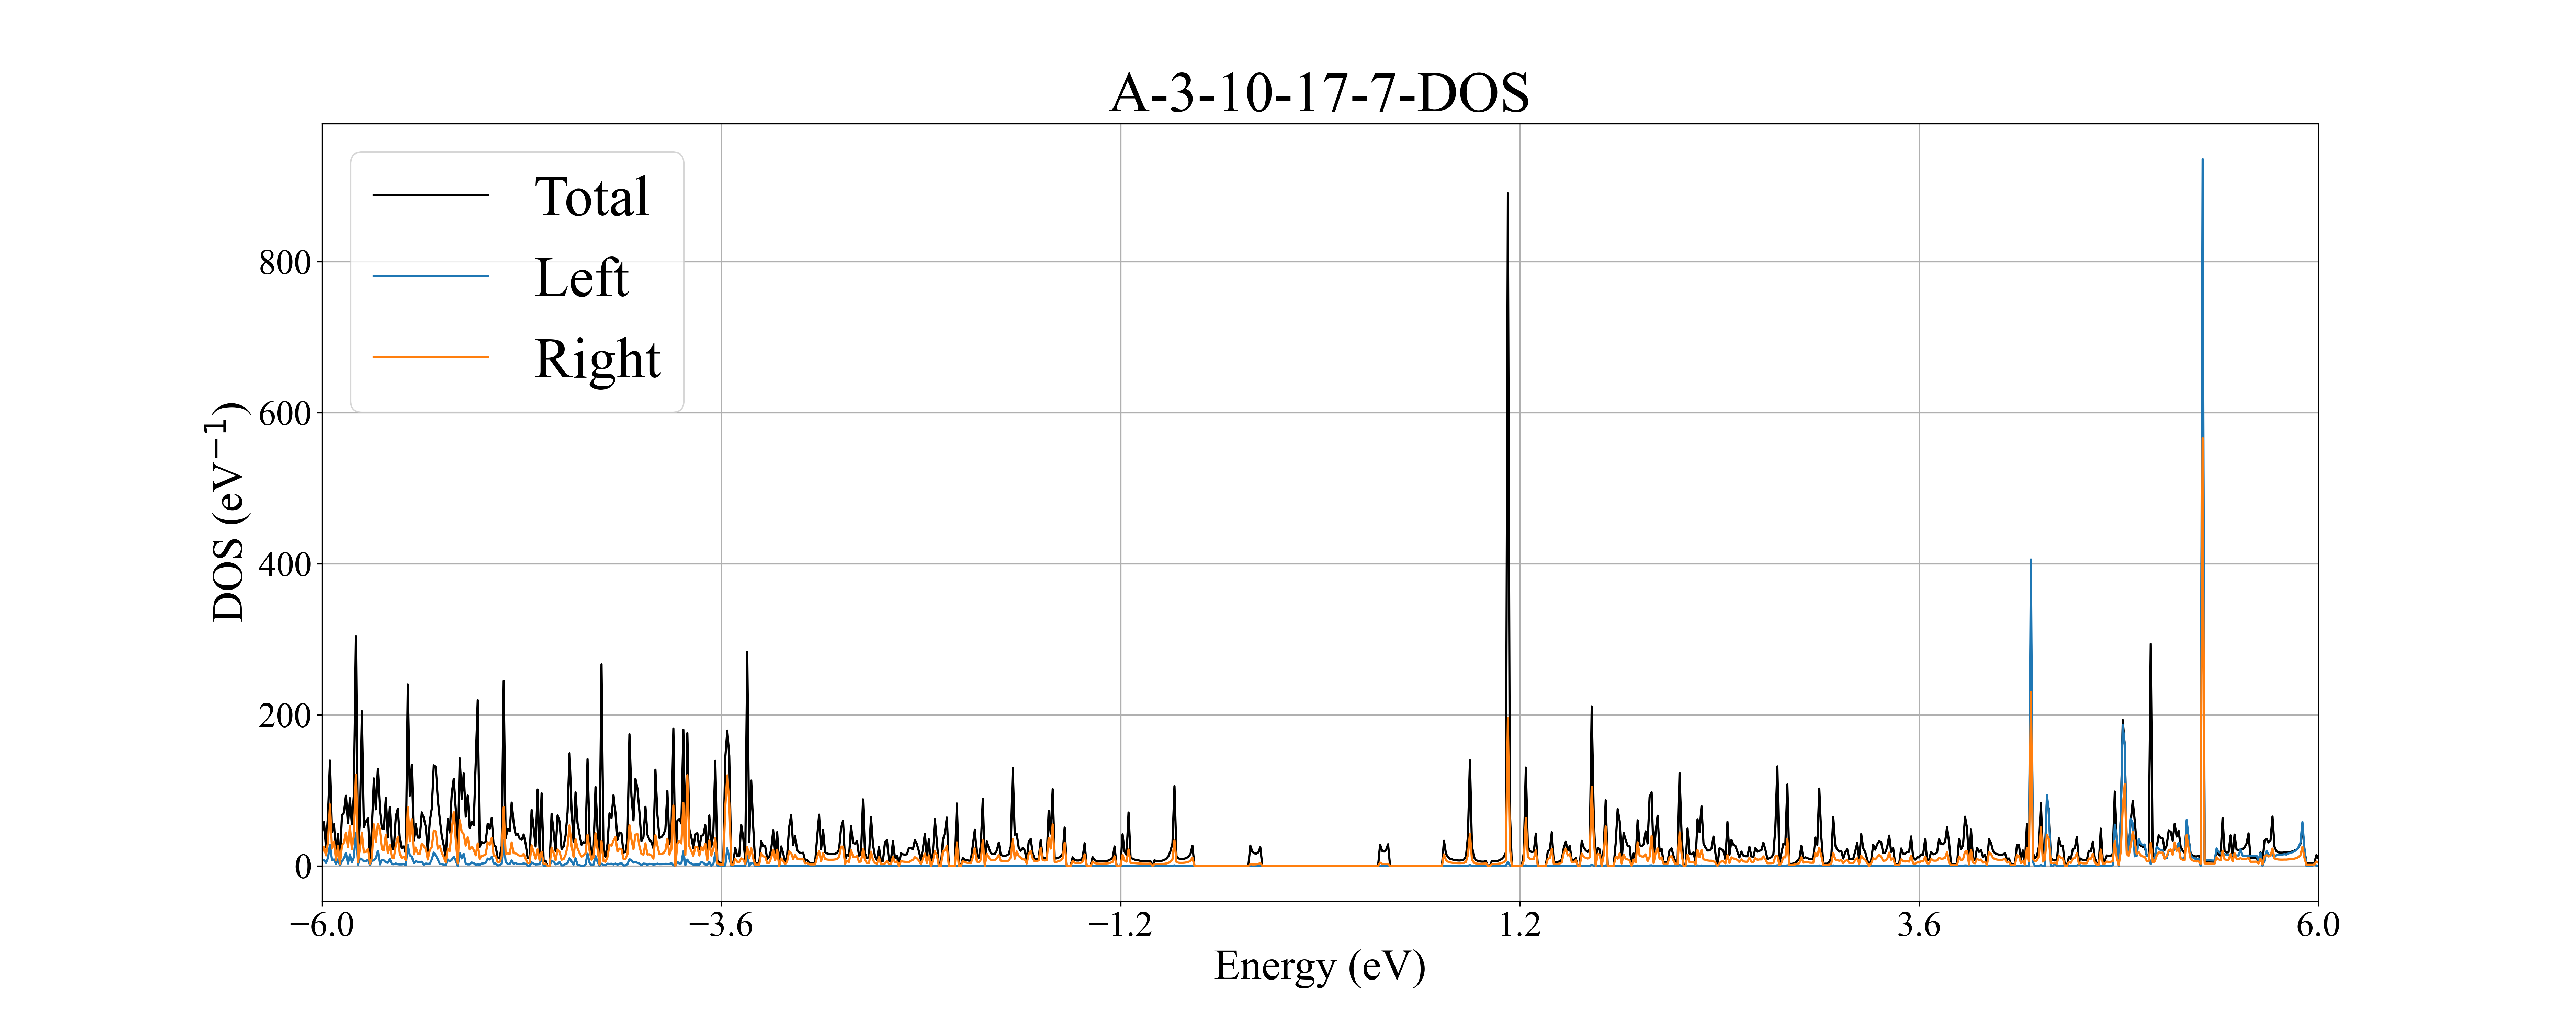 A-3-10-17-7-DOS
Total
Left
Right
DOS (eV⁻¹)
800
600
400
200
0
−6.0 −3.6 −1.2 1.2 3.6 6.0
Energy (eV)